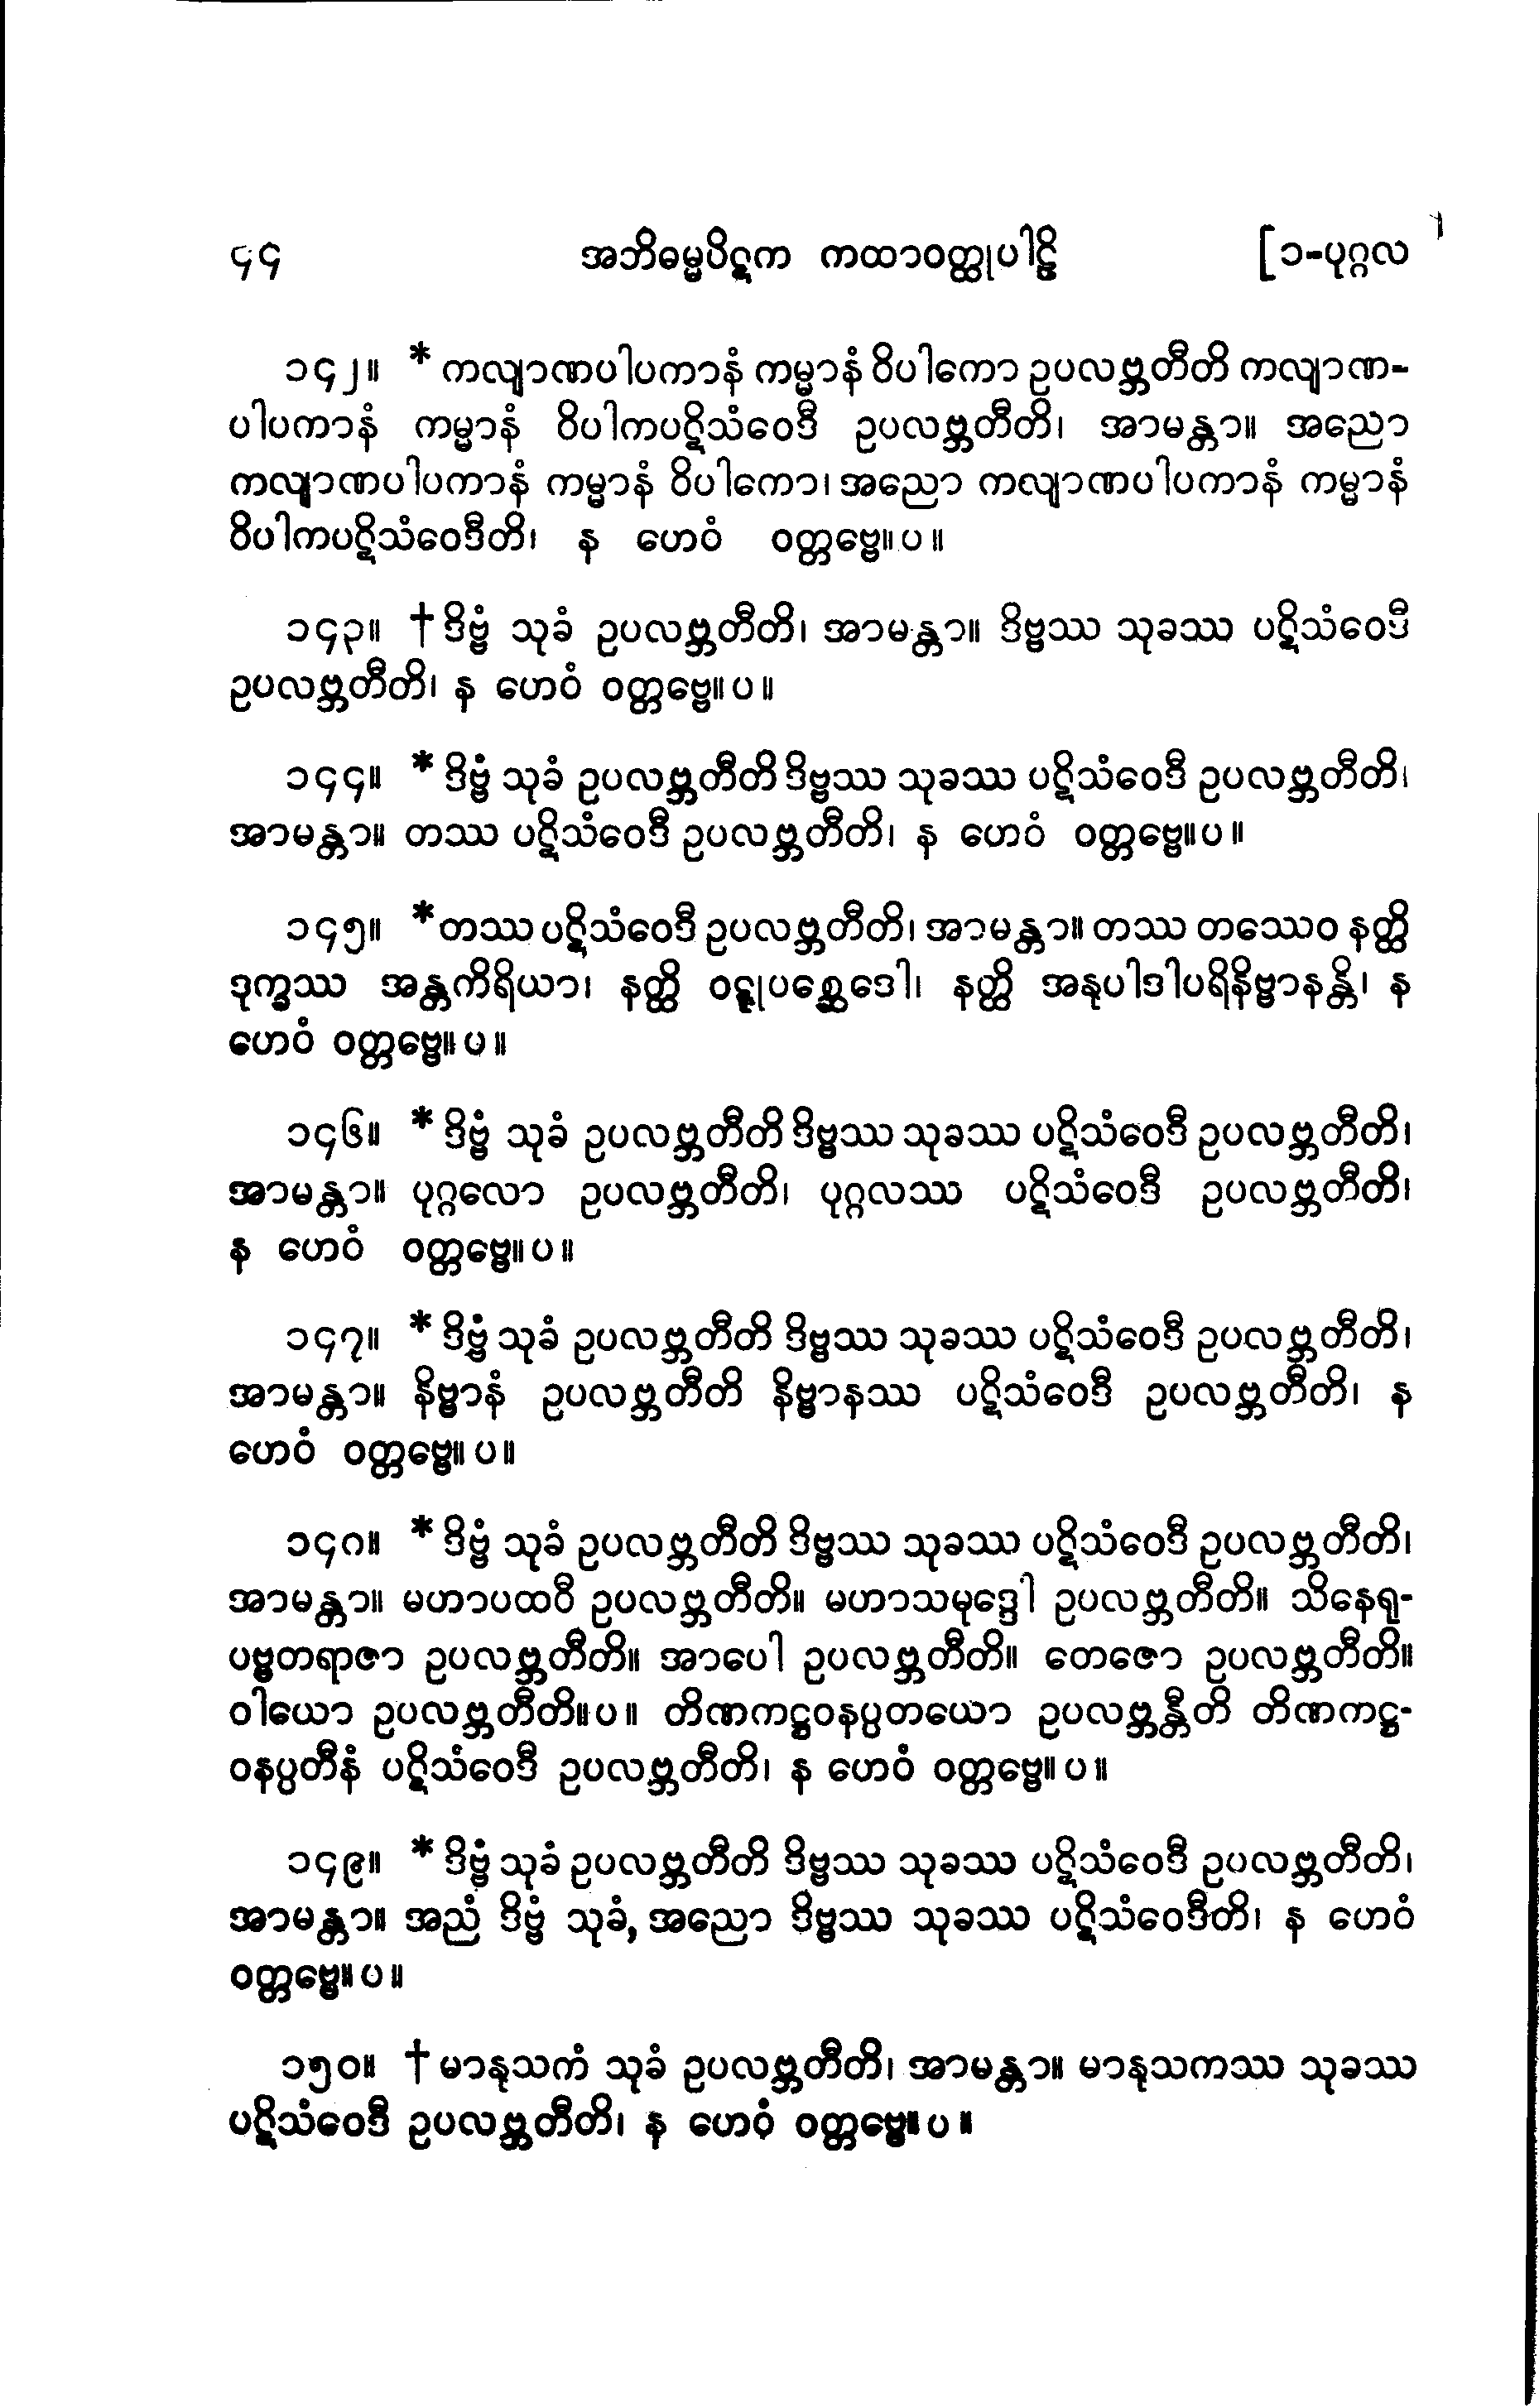 ၄၄ အဘိဓမ္မပိဋက ကထာဝတ္ထုပါဠိ [၁-ပုဂ္ဂလ
၁၄၂။ * ကလျာဏပါပကာနံ ကမ္မာနံ ဝိပါကော ဥပလဗ္ဘတီတိ ကလျာဏ-
ပါပကာနံ ကမ္မာနံ ဝိပါကပဋိသံဝေဒီ ဥပလဗ္ဘတီတိ၊ အာမန္တာ။ အညော
ကလျာဏပါပကာနံ ကမ္မာနံ ဝိပါကော၊ အညော ကလျာဏပါပကာနံ ကမ္မာနံ
ဝိပါကပဋိသံဝေဒီတိ၊ န ဟေဝံ ဝတ္တဗ္ဗေ။ပ။
၁၄၃။ † ဒိဗ္ဗံ သုခံ ဥပလဗ္ဘတီတိ၊ အာမန္တာ။ ဒိဗ္ဗဿ သုခဿ ပဋိသံဝေဒီ
ဥပလဗ္ဘတီတိ၊ န ဟေဝံ ဝတ္တဗ္ဗေ။ပ။
၁၄၄။ * ဒိဗ္ဗံ သုခံ ဥပလဗ္ဘတီတိ ဒိဗ္ဗဿ သုခဿ ပဋိသံဝေဒီ ဥပလဗ္ဘတီတိ၊
အာမန္တာ။ တဿ ပဋိသံဝေဒီ ဥပလဗ္ဘတီတိ၊ န ဟေဝံ ဝတ္တဗ္ဗေ။ပ။
၁၄၅။ * တဿ ပဋိသံဝေဒီ ဥပလဗ္ဘတီတိ၊ အာမန္တာ။ တဿ တဿေဝ နတ္ထိ
ဒုက္ခဿ အန္တကိရိယာ၊ နတ္ထိ ဝဋ္ဋုပစ္ဆေဒေါ၊ နတ္ထိ အနုပါဒါပရိနိဗ္ဗာနန္တိ၊ န
ဟေဝံ ဝတ္တဗ္ဗေ။ပ။
၁၄၆။ * ဒိဗ္ဗံ သုခံ ဥပလဗ္ဘတီတိ ဒိဗ္ဗဿ သုခဿ ပဋိသံဝေဒီ ဥပလဗ္ဘတီတိ၊
အာမန္တာ။ ပုဂ္ဂလော ဥပလဗ္ဘတီတိ၊ ပုဂ္ဂလဿ ပဋိသံဝေဒီ ဥပလဗ္ဘတီတိ၊
န ဟေဝံ ဝတ္တဗ္ဗေ။ပ။
၁၄၇။ * ဒိဗ္ဗံ သုခံ ဥပလဗ္ဘတီတိ ဒိဗ္ဗဿ သုခဿ ပဋိသံဝေဒီ ဥပလဗ္ဘတီတိ၊
အာမန္တာ။ နိဗ္ဗာနံ ဥပလဗ္ဘတီတိ နိဗ္ဗာနဿ ပဋိသံဝေဒီ ဥပလဗ္ဘတီတိ၊ န
ဟေဝံ ဝတ္တဗ္ဗေ။ပ။
၁၄၈။ * ဒိဗ္ဗံ သုခံ ဥပလဗ္ဘတီတိ ဒိဗ္ဗဿ သုခဿ ပဋိသံဝေဒီ ဥပလဗ္ဘတီတိ၊
အာမန္တာ။ မဟာပထဝီ ဥပလဗ္ဘတီတိ။ မဟာသမုဒ္ဒေါ ဥပလဗ္ဘတီတိ။ သိနေရု-
ပဗ္ဗတရာဇာ ဥပလဗ္ဘတီတိ။ အာပေါ ဥပလဗ္ဘတီတိ။ တေဇော ဥပလဗ္ဘတီတိ။
ဝါယော ဥပလဗ္ဘတီတိ။ပ။ တိဏကဋ္ဌဝနပ္ပတယော ဥပလဗ္ဘန္တီတိ တိဏကဋ္ဌ-
ဝနပ္ပတီနံ ပဋိသံဝေဒီ ဥပလဗ္ဘတီတိ၊ န ဟေဝံ ဝတ္တဗ္ဗေ။ပ။
၁၄၉။ * ဒိဗ္ဗံ သုခံ ဥပလဗ္ဘတီတိ ဒိဗ္ဗဿ သုခဿ ပဋိသံဝေဒီ ဥပလဗ္ဘတီတိ၊
အာမန္တာ။ အညံ ဒိဗ္ဗံ သုခံ, အညော ဒိဗ္ဗဿ သုခဿ ပဋိသံဝေဒီတိ၊ န ဟေဝံ
ဝတ္တဗ္ဗေ။ပ။
၁၅၀။ † မာနုသကံ သုခံ ဥပလဗ္ဘတီတိ၊ အာမန္တာ။ မာနုသကဿ သုခဿ
ပဋိသံဝေဒီ ဥပလဗ္ဘတီတိ၊ န ဟေဝံ ဝတ္တဗ္ဗေ။ပ။